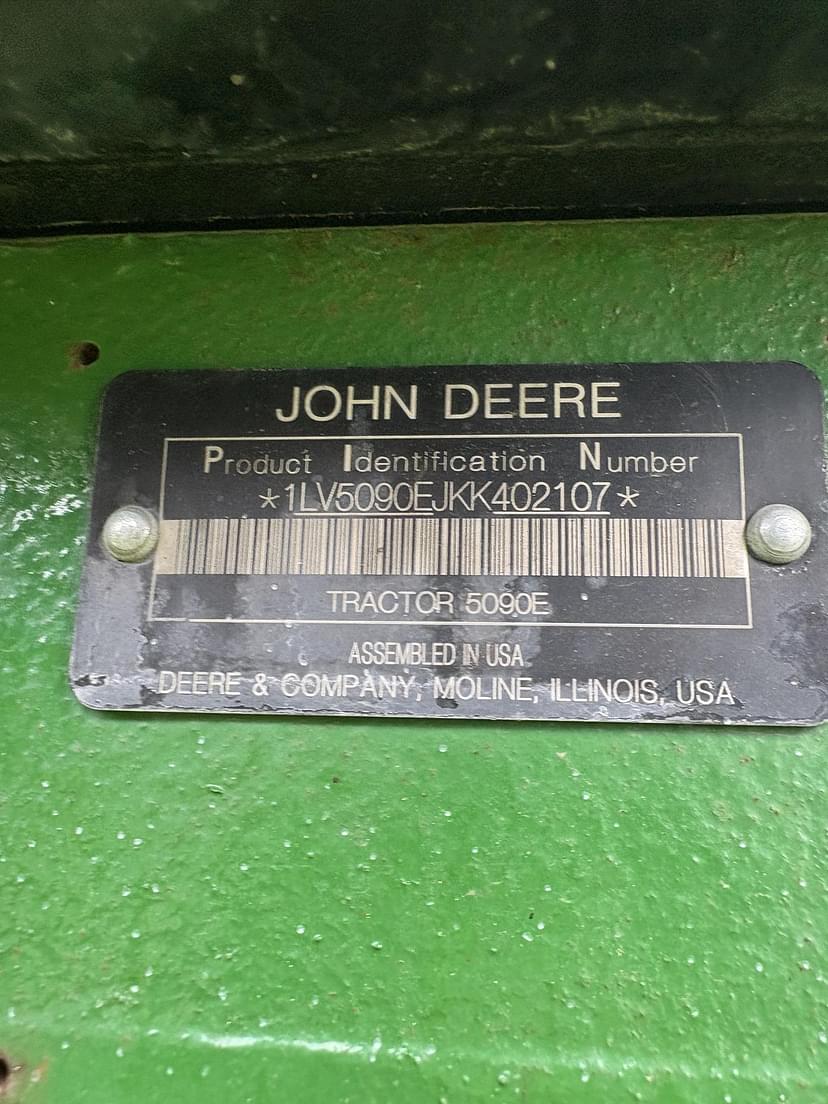 JOHN DEERE
Product Identification Number
*1LV5090EJKK402107*
TRACTOR 5090E
ASSEMBLED IN USA
DEERE & COMPANY, MOLINE, ILLINOIS, USA